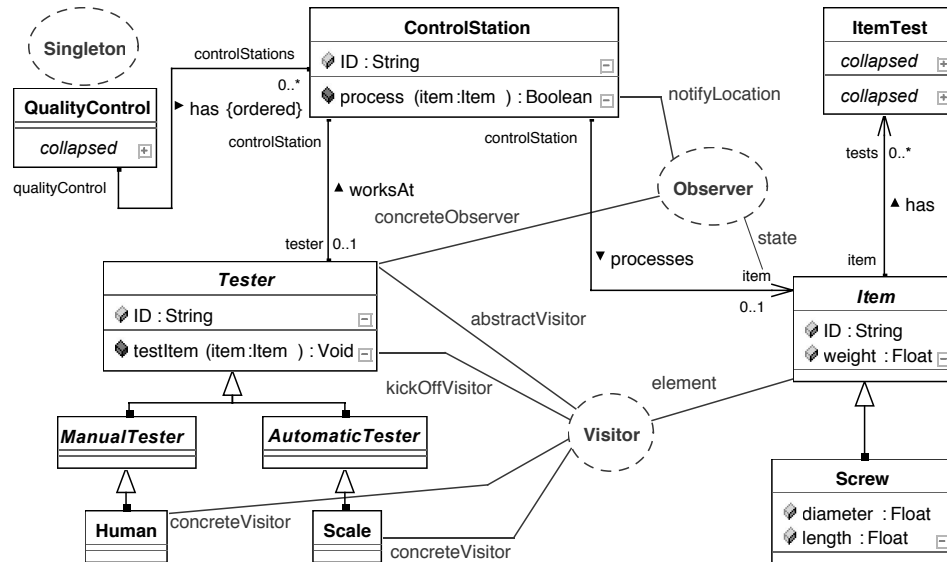 Singleton
QualityControl
collapsed
qualityControl
controlStations
0..*
has {ordered}
ControlStation
ID : String
process (item:Item ) : Boolean
controlStation
controlStation
notifyLocation
ItemTest
collapsed
collapsed
tests 0..*
has
item
Observer
concreteObserver
state
worksAt
tester 0..1
processes
item
0..1
Tester
ID : String
testItem (item:Item ) : Void
abstractVisitor
kickOffVisitor
element
Visitor
Item
ID : String
weight : Float
ManualTester
AutomaticTester
Human
concreteVisitor
Scale
concreteVisitor
Screw
diameter : Float
length : Float